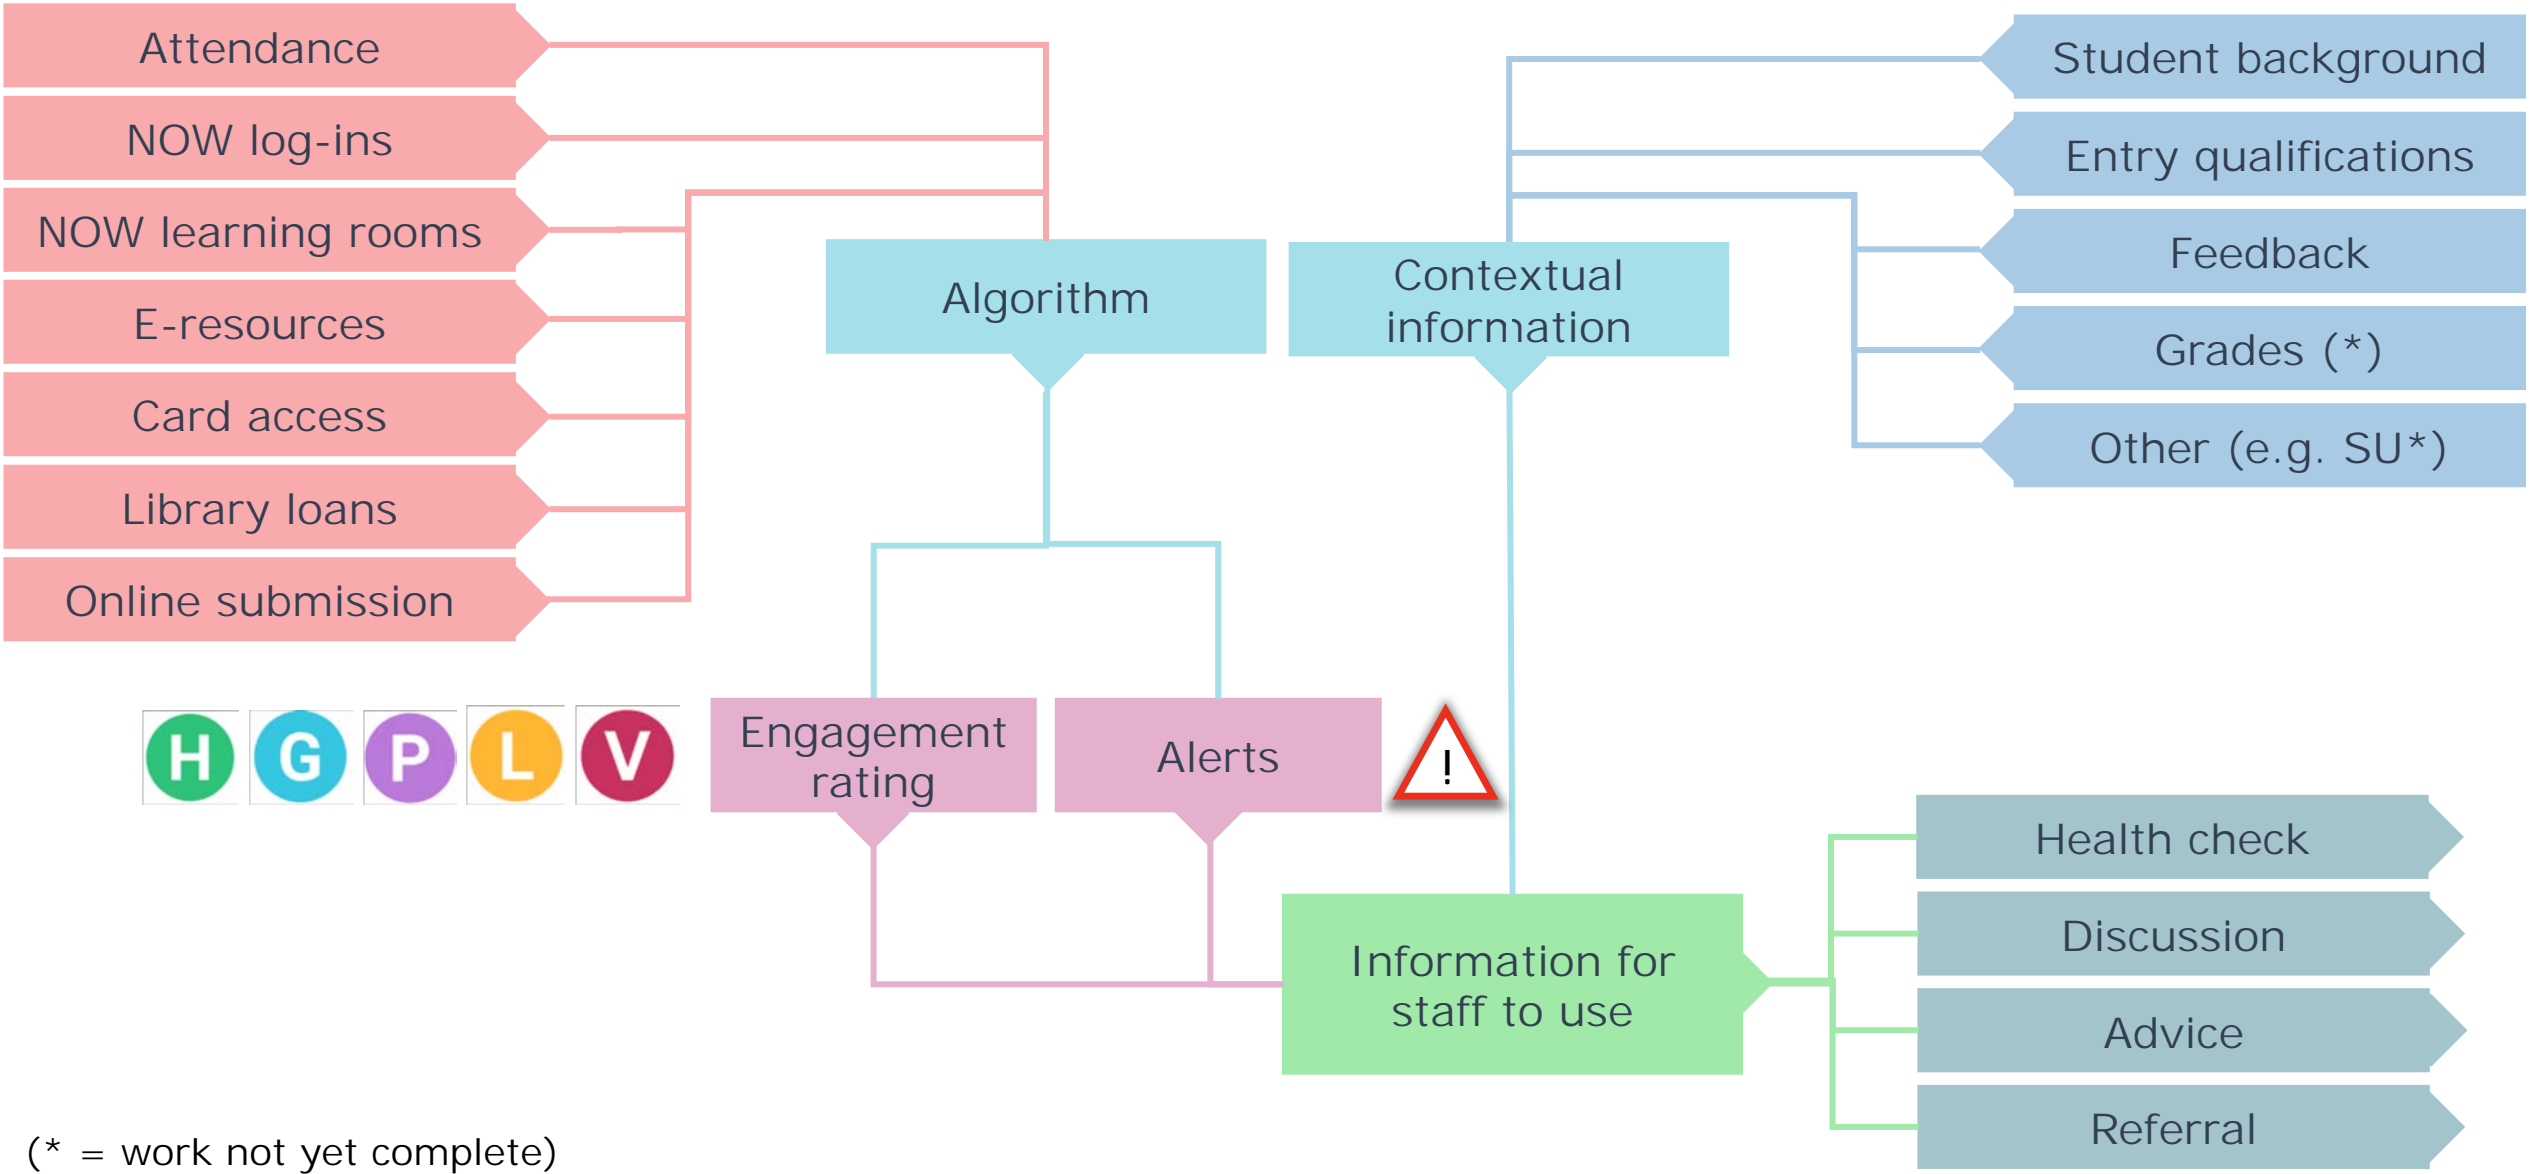 Attendance
NOW log-ins
NOW learning rooms
E-resources
Card access
Library loans
Online submission
Algorithm
Contextual
information
Student background
Entry qualifications
Feedback
Grades (*)
Other (e.g. SU*)
H G P L V
Engagement
rating
Alerts
!
Information for
staff to use
Health check
Discussion
Advice
Referral
(* = work not yet complete)